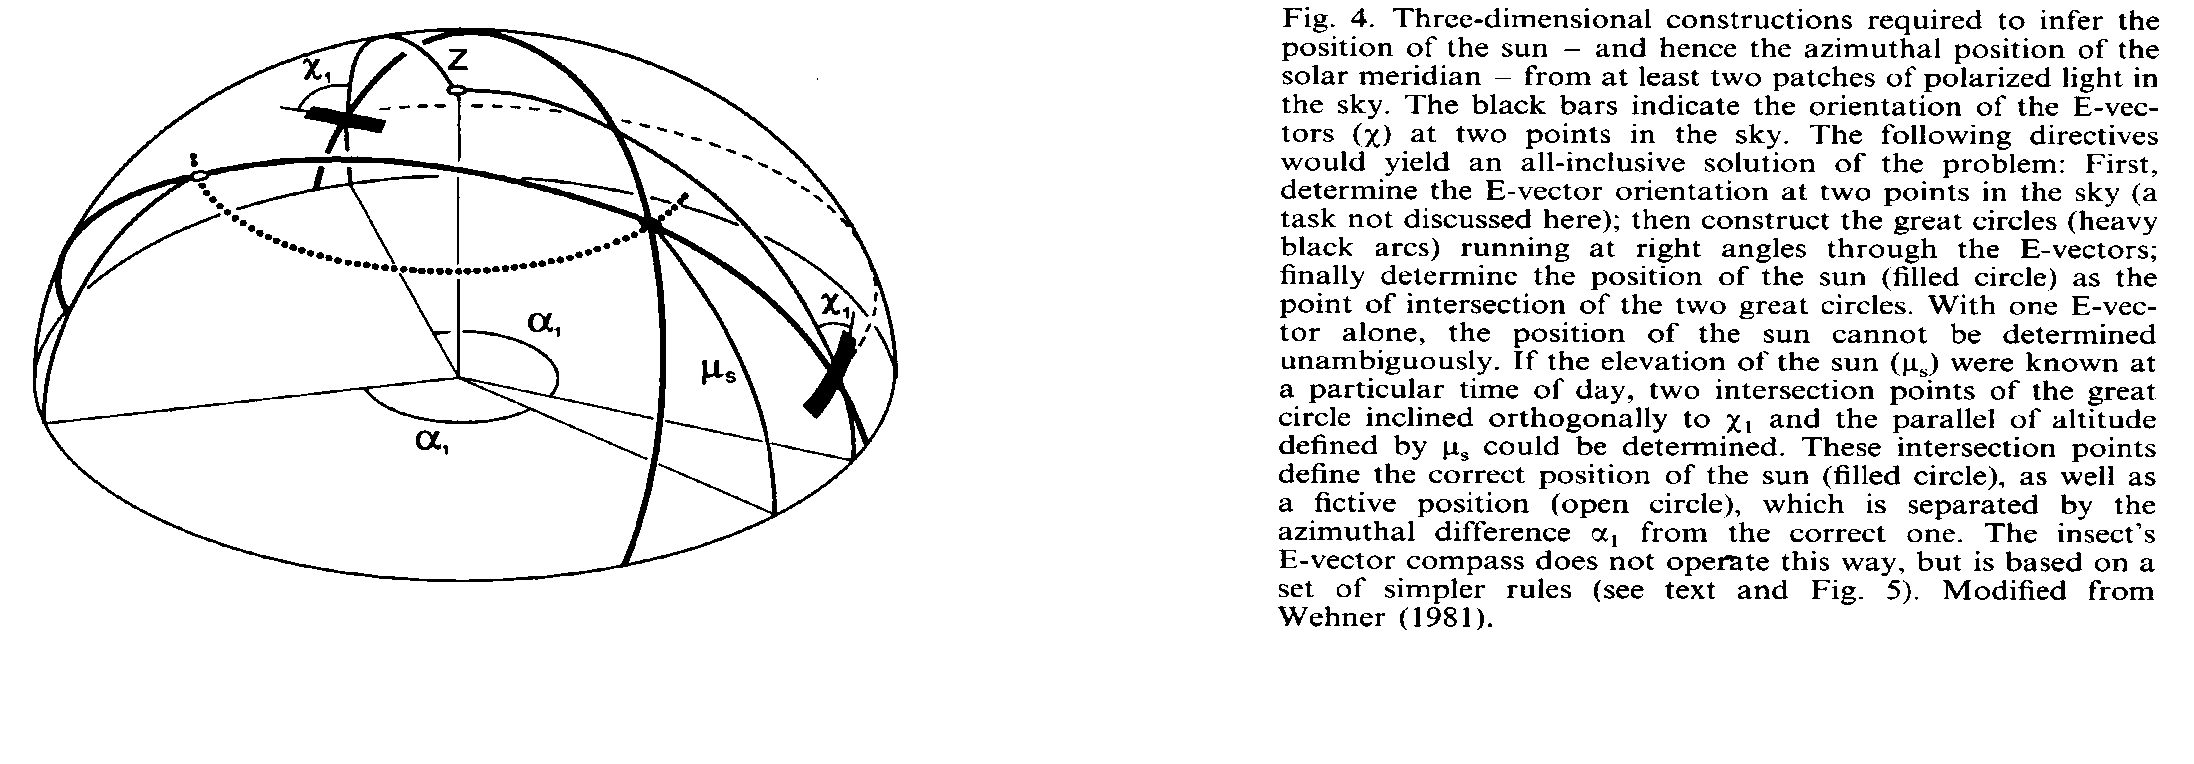 χ₁
Z
χ₁
α₁
μₛ
α₁
Fig. 4. Three-dimensional constructions required to infer the
position of the sun – and hence the azimuthal position of the
solar meridian – from at least two patches of polarized light in
the sky. The black bars indicate the orientation of the E-vec-
tors (χ) at two points in the sky. The following directives
would yield an all-inclusive solution of the problem: First,
determine the E-vector orientation at two points in the sky (a
task not discussed here); then construct the great circles (heavy
black arcs) running at right angles through the E-vectors;
finally determine the position of the sun (filled circle) as the
point of intersection of the two great circles. With one E-vec-
tor alone, the position of the sun cannot be determined
unambiguously. If the elevation of the sun (μₛ) were known at
a particular time of day, two intersection points of the great
circle inclined orthogonally to χ₁ and the parallel of altitude
defined by μₛ could be determined. These intersection points
define the correct position of the sun (filled circle), as well as
a fictive position (open circle), which is separated by the
azimuthal difference α₁ from the correct one. The insect's
E-vector compass does not operate this way, but is based on a
set of simpler rules (see text and Fig. 5). Modified from
Wehner (1981).